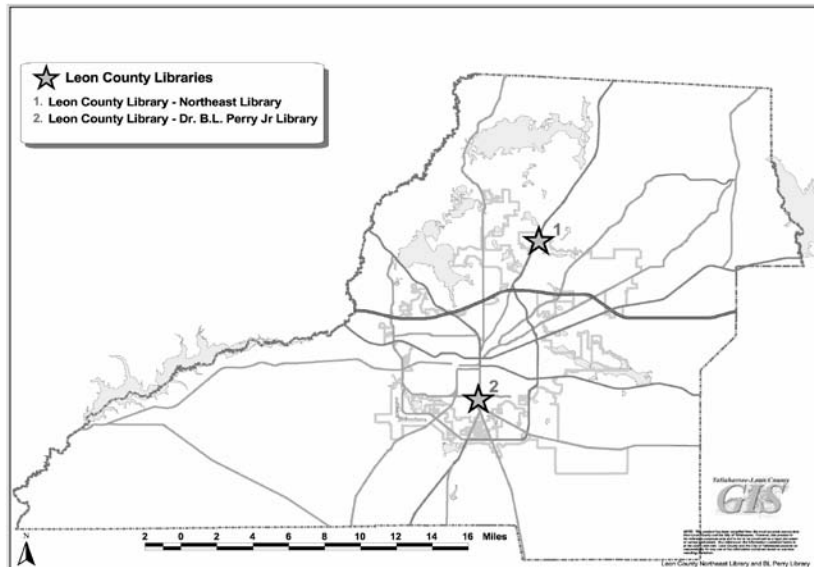 Leon County Libraries
1. Leon County Library - Northeast Library
2. Leon County Library - Dr. B.L. Perry Jr Library
1
2
Tallahassee-Leon County
GIS
N
2 0 2 4 6 8 10 12 14 16 Miles
Leon County Northeast Library and BL Perry Library